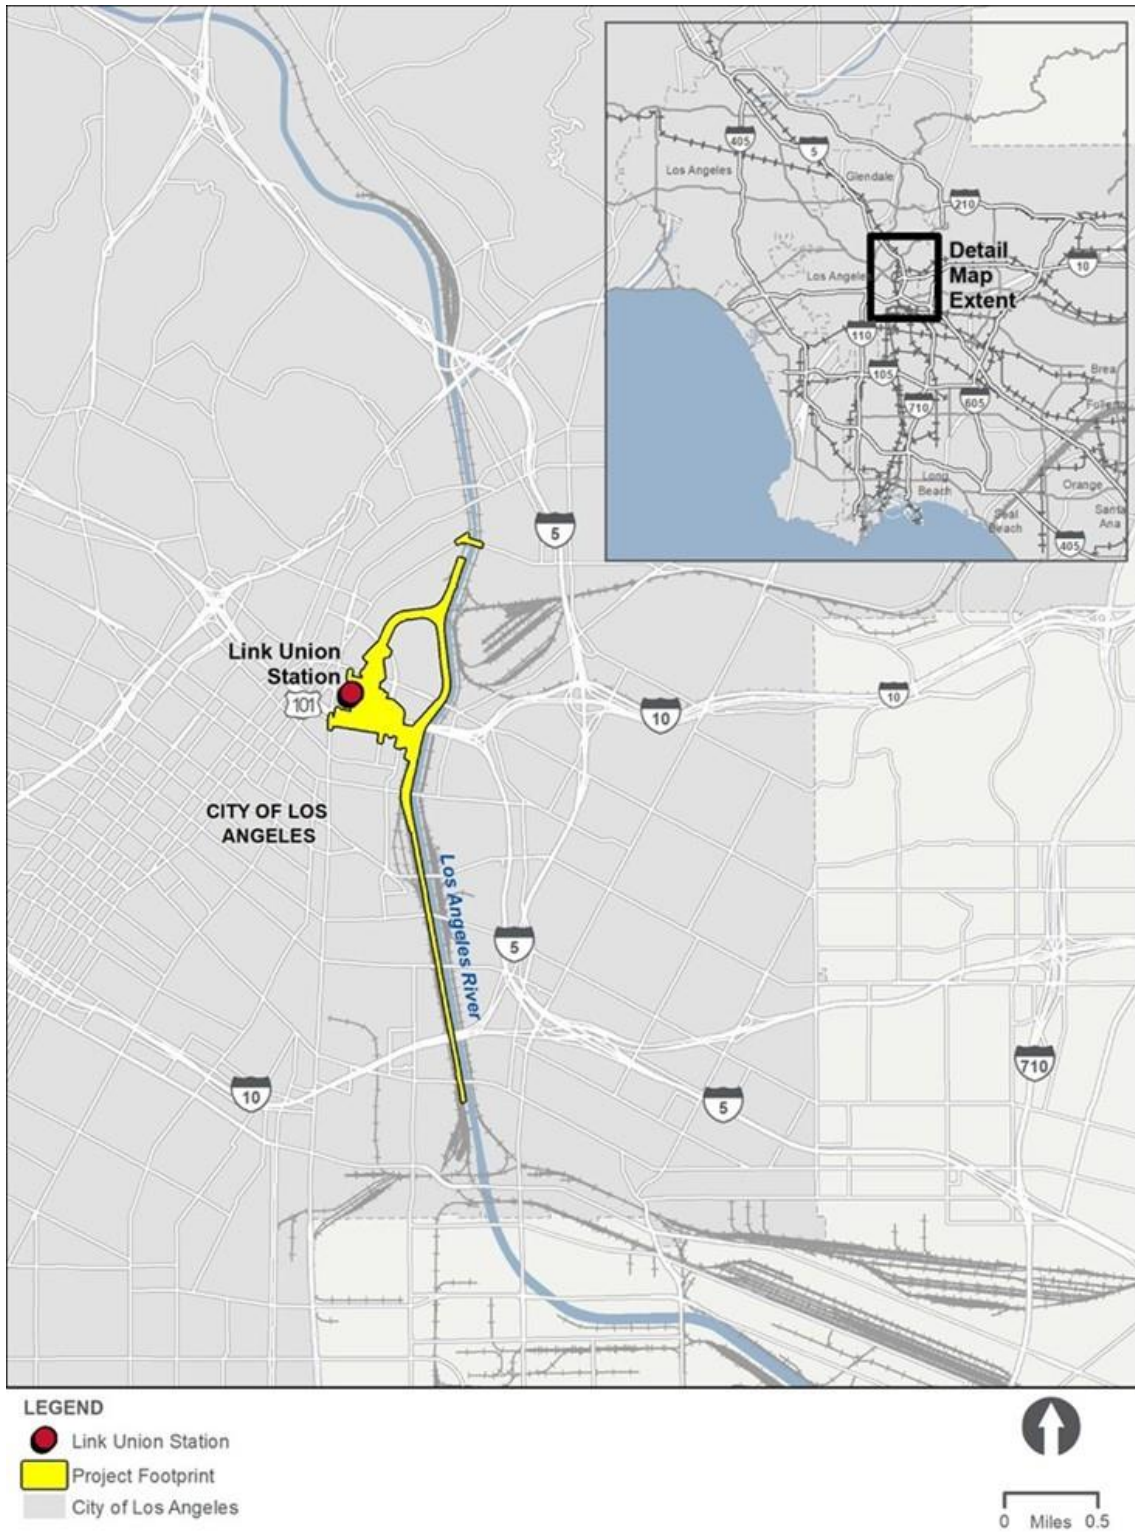 405
5
Los Angeles
Glendale
210
Detail
Map
Extent
10
Los Angele
110
105
Brea
710
605
Long
Beach
Orange
Seal
Beach
Santa
Ana
405
5
Link Union
Station
101
10
10
CITY OF LOS
ANGELES
Los Angeles River
5
10
5
710
LEGEND
Link Union Station
Project Footprint
City of Los Angeles
0 Miles 0.5